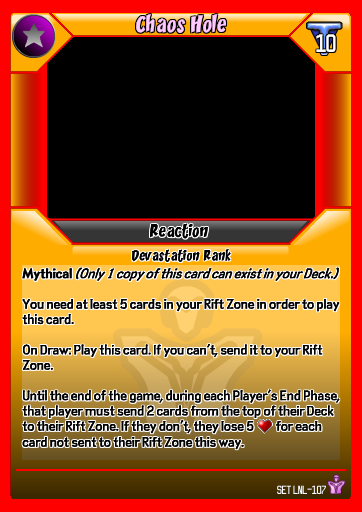 Chaos Hole
10
Reaction
Devastation Rank
Mythical (Only 1 copy of this card can exist in your Deck.)
You need at least 5 cards in your Rift Zone in order to play
this card.
On Draw: Play this card. If you can't, send it to your Rift
Zone.
Until the end of the game, during each Player's End Phase,
that player must send 2 cards from the top of their Deck
to their Rift Zone. If they don't, they lose 5 for each
card not sent to their Rift Zone this way.
SET LNL-107